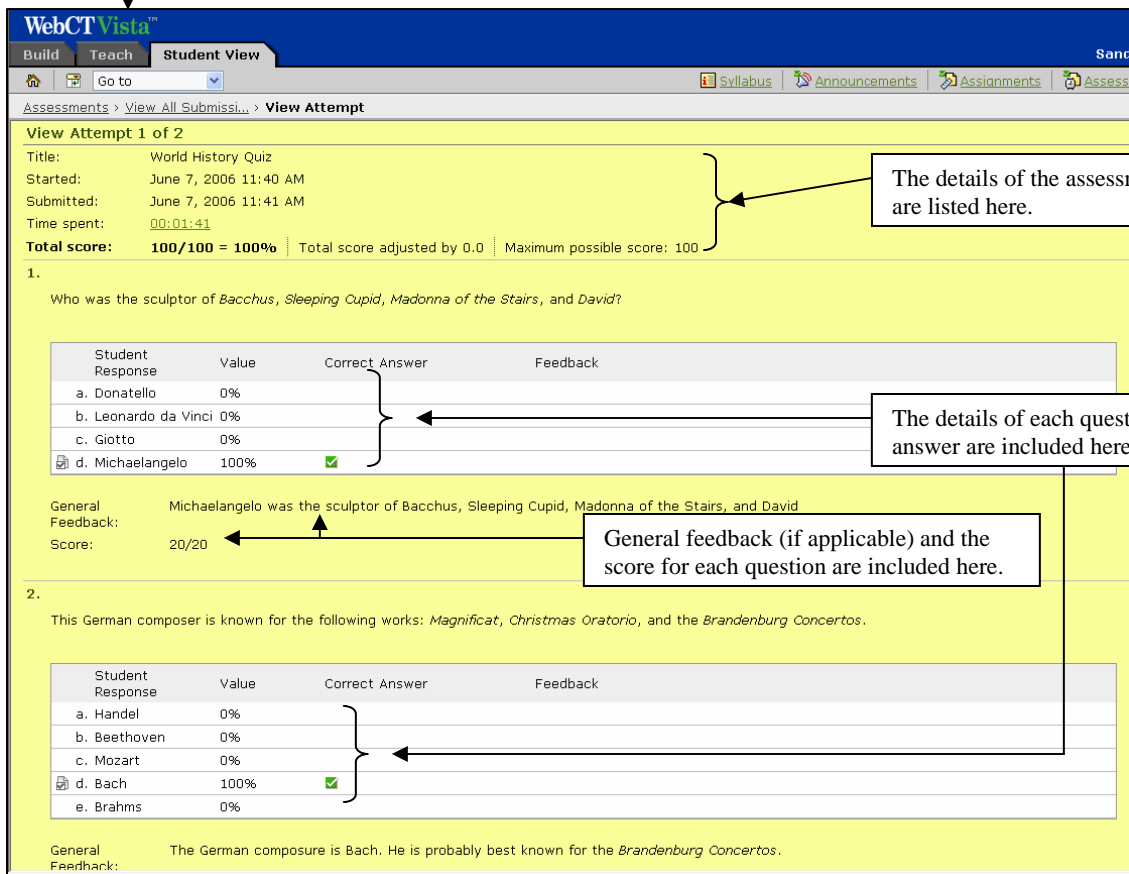 WebCT Vista™
Build Teach Student View Sand
Go to Syllabus Announcements Assignments Assess
Assessments > View All Submissi... > View Attempt
View Attempt 1 of 2
Title: World History Quiz
Started: June 7, 2006 11:40 AM
Submitted: June 7, 2006 11:41 AM
Time spent: 00:01:41
Total score: 100/100 = 100% Total score adjusted by 0.0 Maximum possible score: 100
The details of the assessm
are listed here.
1.
Who was the sculptor of Bacchus, Sleeping Cupid, Madonna of the Stairs, and David?
Student
Response Value Correct Answer Feedback
a. Donatello 0%
b. Leonardo da Vinci 0%
c. Giotto 0%
d. Michaelangelo 100%
The details of each quest
answer are included here
General
Feedback: Michaelangelo was the sculptor of Bacchus, Sleeping Cupid, Madonna of the Stairs, and David
Score: 20/20
General feedback (if applicable) and the
score for each question are included here.
2.
This German composer is known for the following works: Magnificat, Christmas Oratorio, and the Brandenburg Concertos.
Student
Response Value Correct Answer Feedback
a. Handel 0%
b. Beethoven 0%
c. Mozart 0%
d. Bach 100%
e. Brahms 0%
General
Feedback: The German composure is Bach. He is probably best known for the Brandenburg Concertos.